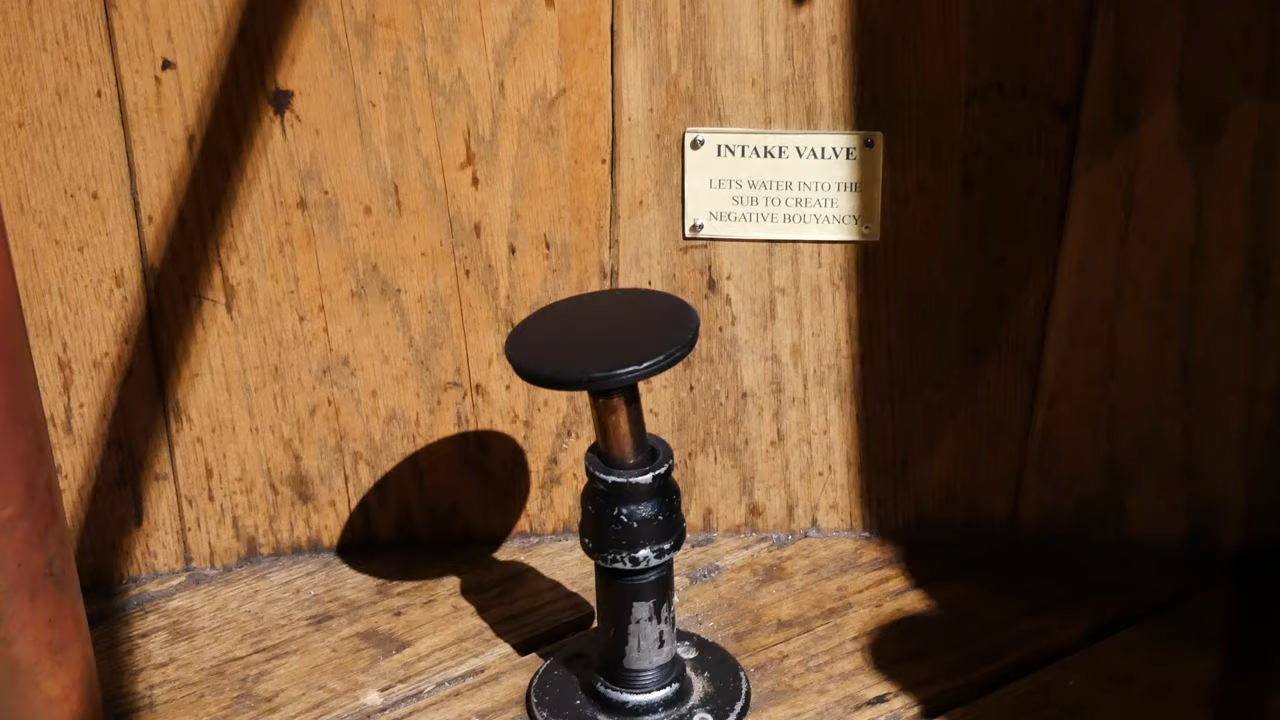 INTAKE VALVE
LETS WATER INTO THE
SUB TO CREATE
NEGATIVE BOUYANCY